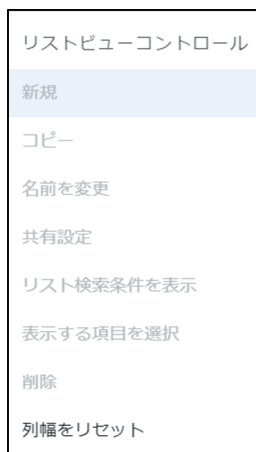 リストビューコントロール
新規
コピー
名前を変更
共有設定
リスト検索条件を表示
表示する項目を選択
削除
列幅をリセット